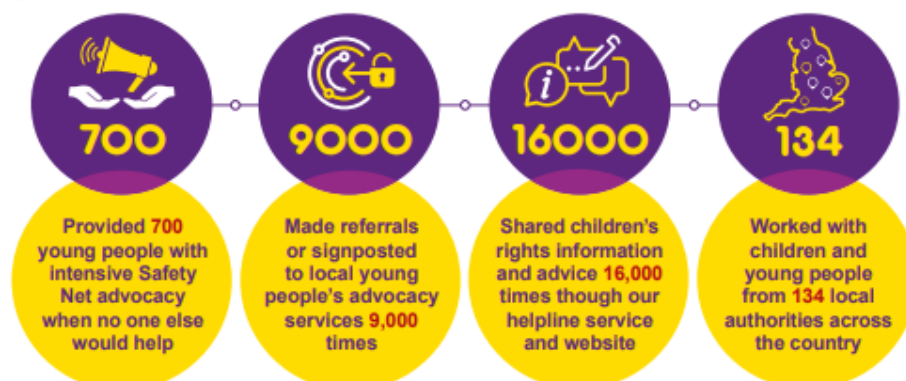 700
Provided 700
young people with
intensive Safety
Net advocacy
when no one else
would help
9000
Made referrals
or signposted
to local young
people's advocacy
services 9,000
times
i
16000
Shared children's
rights information
and advice 16,000
times though our
helpline service
and website
134
Worked with
children and
young people
from 134 local
authorities across
the country